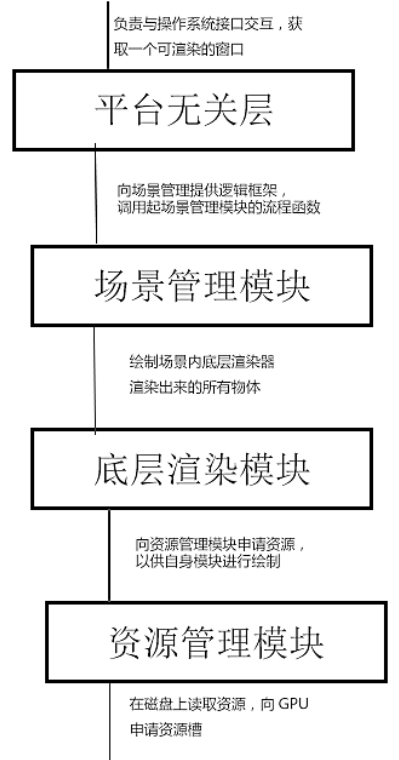 负责与操作系统接口交互，获
取一个可渲染的窗口
平台无关层
向场景管理提供逻辑框架，
调用起场景管理模块的流程函数
场景管理模块
绘制场景内底层渲染器
渲染出来的所有物体
底层渲染模块
向资源管理模块申请资源，
以供自身模块进行绘制
资源管理模块
在磁盘上读取资源，向 GPU
申请资源槽